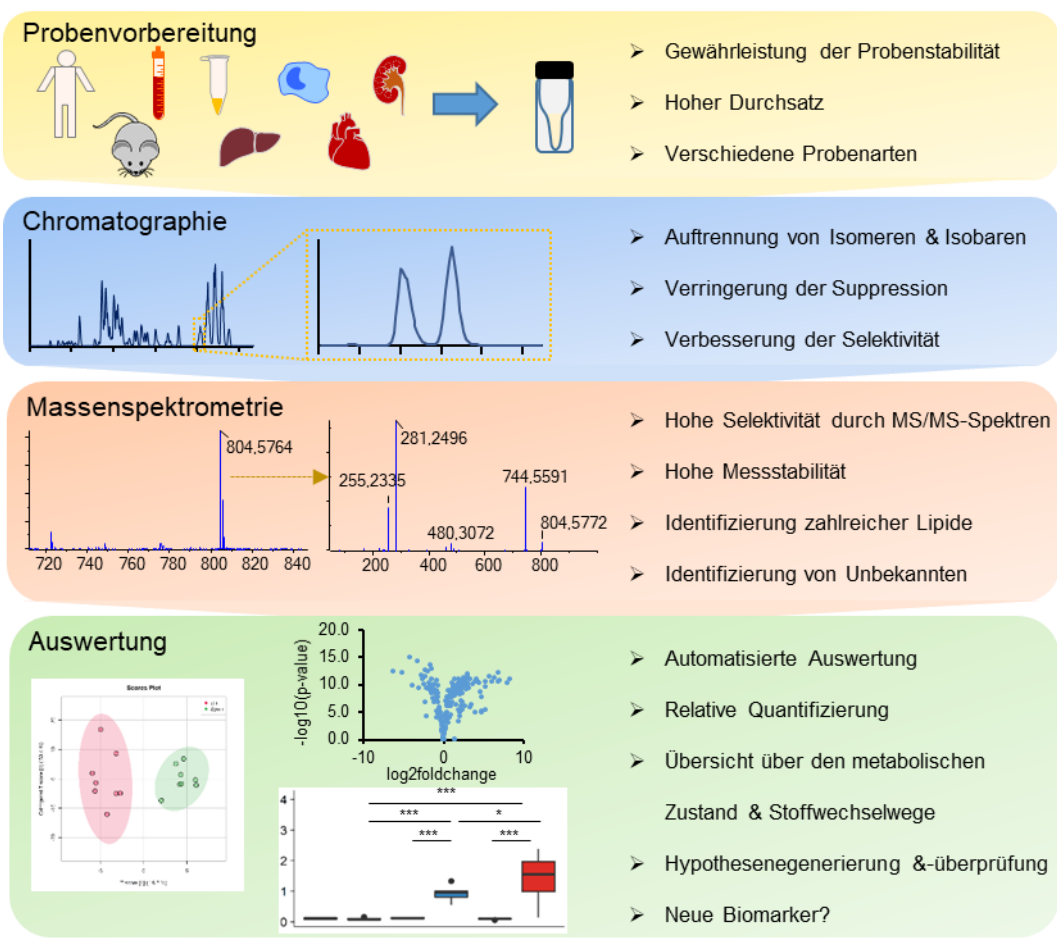 Probenvorbereitung
Gewährleistung der Probenstabilität
Hoher Durchsatz
Verschiedene Probenarten
Chromatographie
Auftrennung von Isomeren & Isobaren
Verringerung der Suppression
Verbesserung der Selektivität
Massenspektrometrie
804,5764
720 740 760 780 800 820 840
281,2496
255,2335
744,5591
480,3072
804,5772
200 400 600 800
Hohe Selektivität durch MS/MS-Spektren
Hohe Messstabilität
Identifizierung zahlreicher Lipide
Identifizierung von Unbekannten
Auswertung
Scores Plot
-log10(p-value)
20.0
15.0
10.0
5.0
0.0
-10 0 10
log2foldchange
***
*** *
*** ***
4
3
2
1
0
Automatisierte Auswertung
Relative Quantifizierung
Übersicht über den metabolischen
Zustand & Stoffwechselwege
Hypothesenegenerierung &-überprüfung
Neue Biomarker?